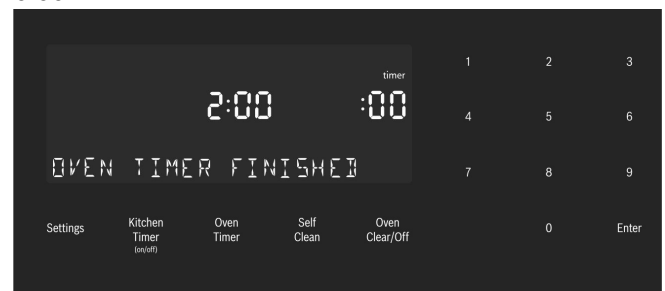 timer
2:00 :00
OVEN TIMER FINISHED
Settings
Kitchen
Timer
(on/off)
Oven
Timer
Self
Clean
Oven
Clear/Off
1 2 3
4 5 6
7 8 9
0 Enter